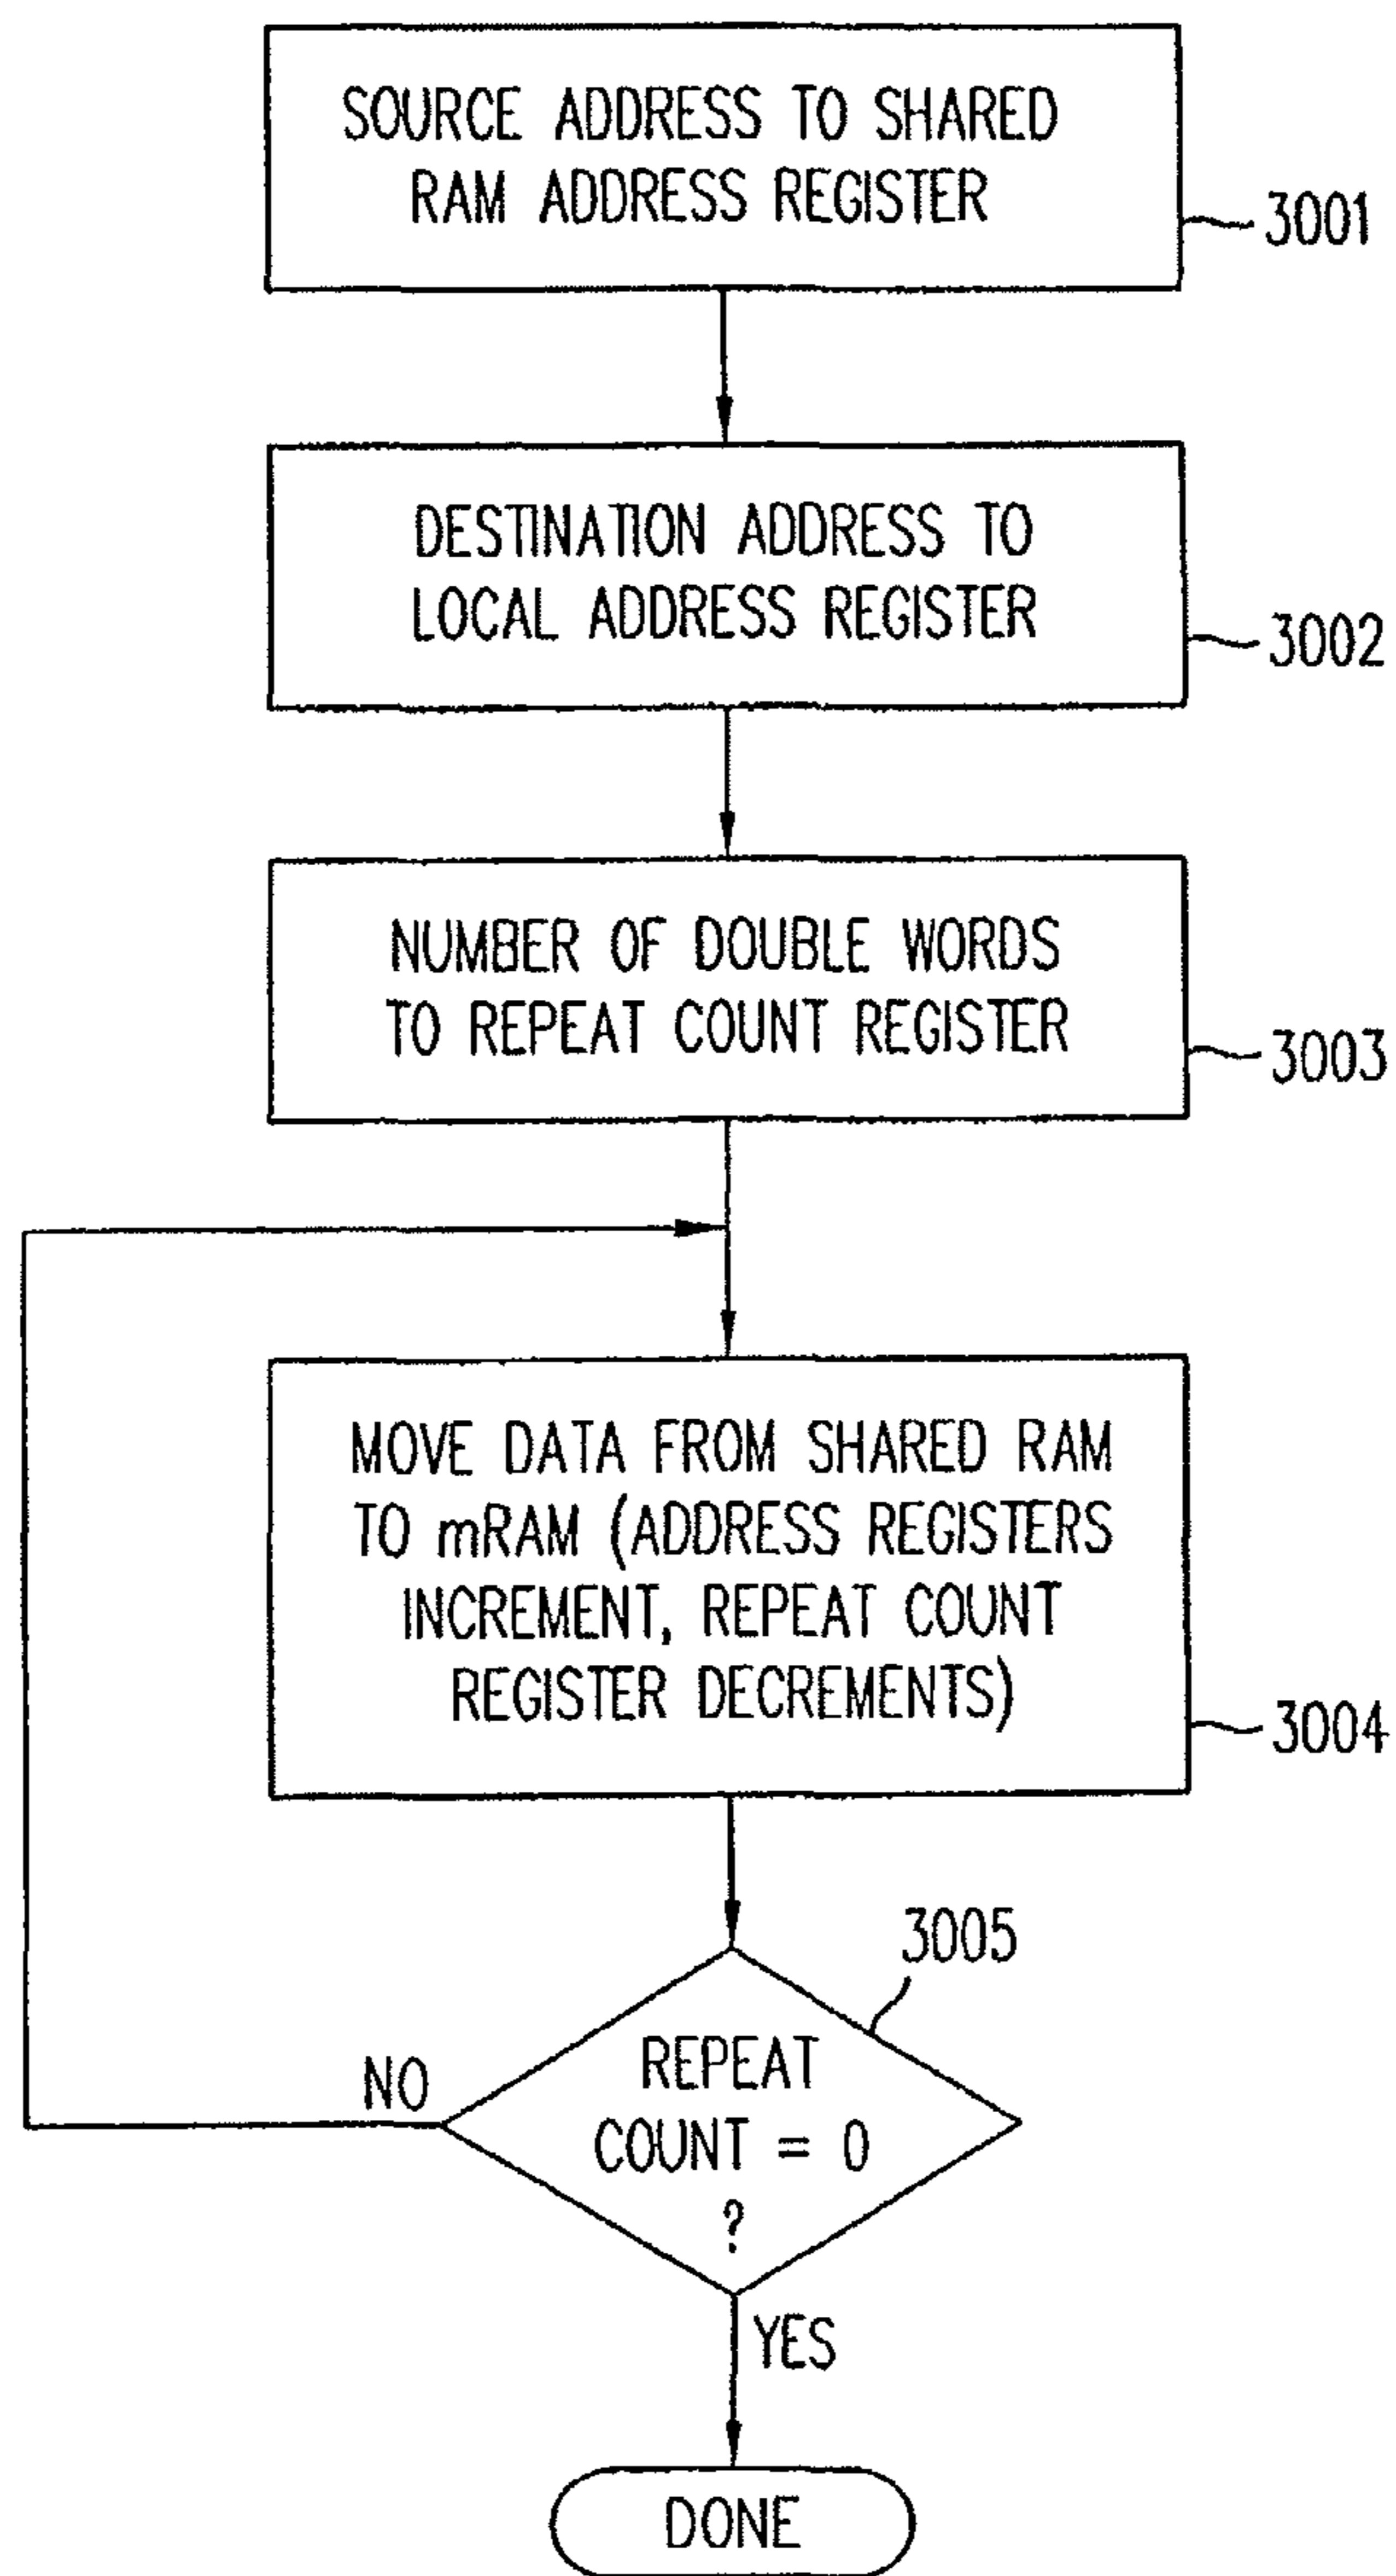 SOURCE ADDRESS TO SHARED
RAM ADDRESS REGISTER
3001
DESTINATION ADDRESS TO
LOCAL ADDRESS REGISTER
3002
NUMBER OF DOUBLE WORDS
TO REPEAT COUNT REGISTER
3003
MOVE DATA FROM SHARED RAM
TO mRAM (ADDRESS REGISTERS
INCREMENT, REPEAT COUNT
REGISTER DECREMENTS)
3004
3005
REPEAT
COUNT = 0
?
NO
YES
DONE